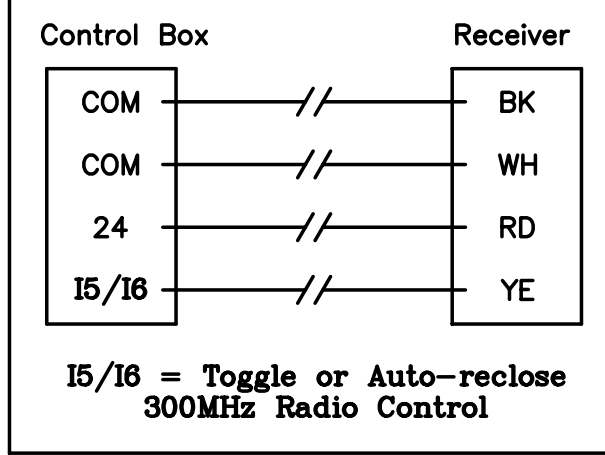 Control Box Receiver
COM BK
COM WH
24 RD
I5/I6 YE
I5/I6 = Toggle or Auto-reclose
300MHz Radio Control